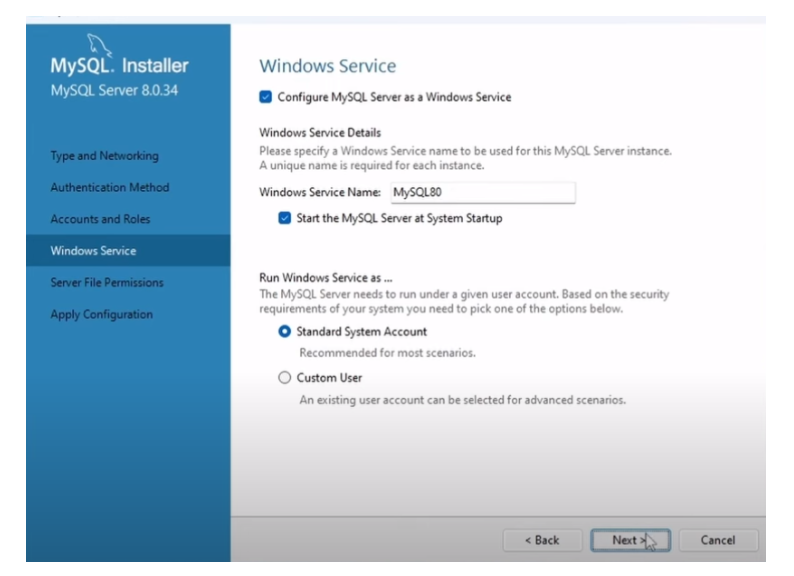 MySQL. Installer
MySQL Server 8.0.34
Type and Networking
Authentication Method
Accounts and Roles
Windows Service
Server File Permissions
Apply Configuration
Windows Service
Configure MySQL Server as a Windows Service
Windows Service Details
Please specify a Windows Service name to be used for this MySQL Server instance.
A unique name is required for each instance.
Windows Service Name: MySQL80
Start the MySQL Server at System Startup
Run Windows Service as ...
The MySQL Server needs to run under a given user account. Based on the security
requirements of your system you need to pick one of the options below.
Standard System Account
Recommended for most scenarios.
Custom User
An existing user account can be selected for advanced scenarios.
< Back Next > Cancel